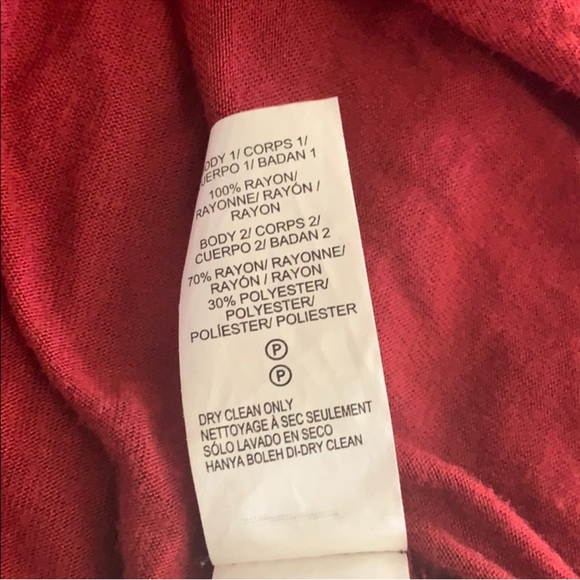 BODY 1/ CORPS 1/
CUERPO 1/ BADAN 1
100% RAYON/
RAYONNE/ RAYÓN /
RAYON
BODY 2/ CORPS 2/
CUERPO 2/ BADAN 2
70% RAYON/ RAYONNE/
RAYÓN / RAYON
30% POLYESTER/
POLYESTER/
POLÍESTER/ POLIESTER
P
P
DRY CLEAN ONLY
NETTOYAGE À SEC SEULEMENT
SÓLO LAVADO EN SECO
HANYA BOLEH DI-DRY CLEAN